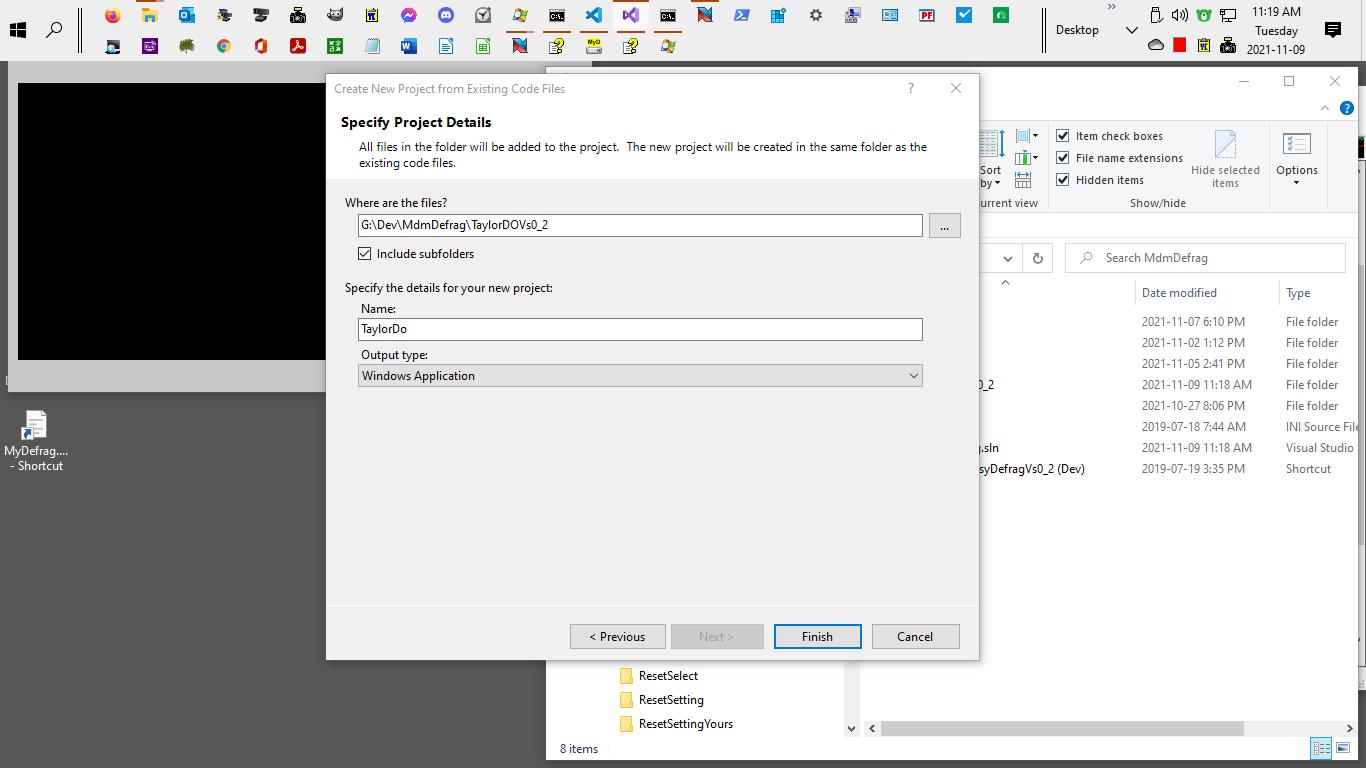 11:19 AM
Desktop
Tuesday
2021-11-09
Create New Project from Existing Code Files
Specify Project Details
All files in the folder will be added to the project.  The new project will be created in the same folder as the
existing code files.
Where are the files?
G:\Dev\MdmDefrag\TaylorDOVs0_2
...
Include subfolders
Specify the details for your new project:
Name:
TaylorDo
Output type:
Windows Application
< Previous
Next >
Finish
Cancel
MyDefrag....
- Shortcut
Sort
by
Item check boxes
File name extensions
Hidden items
Hide selected
items
Options
urrent view
Show/hide
Search MdmDefrag
Date modified
Type
2021-11-07 6:10 PM
File folder
2021-11-02 1:12 PM
File folder
2021-11-05 2:41 PM
File folder
0_2
2021-11-09 11:18 AM
File folder
2021-10-27 8:06 PM
File folder
2019-07-18 7:44 AM
INI Source File
.sln
2021-11-09 11:18 AM
Visual Studio
syDefragVs0_2 (Dev)
2019-07-19 3:35 PM
Shortcut
ResetSelect
ResetSetting
ResetSettingYours
8 items